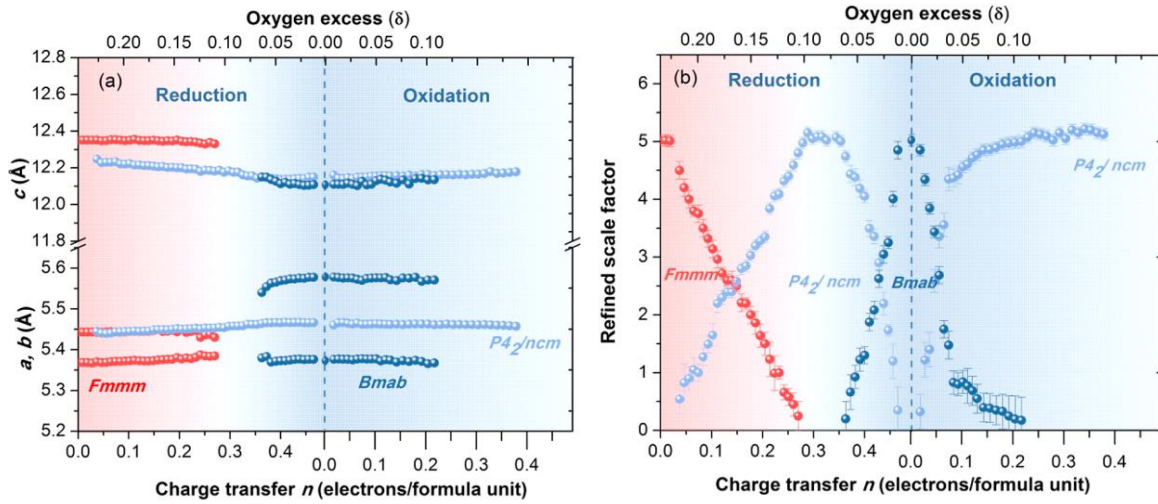 Oxygen excess (δ)
0.20 0.15 0.10 0.05 0.00 0.05 0.10
12.8
12.6
12.4
12.2
12.0
11.8
5.6
5.5
5.4
5.3
5.2
c (Å)
a, b (Å)
(a)
Reduction
Oxidation
P4₂/ncm
Fmmm
Bmab
0.0 0.1 0.2 0.3 0.4 0.0 0.1 0.2 0.3 0.4
Charge transfer n (electrons/formula unit)
Oxygen excess (δ)
0.20 0.15 0.10 0.05 0.00 0.05 0.10
6
5
4
3
2
1
0
Refined scale factor
(b)
Reduction
Oxidation
P4₂/ncm
Fmmm
P4₂/ncm
Bmab
0.0 0.1 0.2 0.3 0.4 0.0 0.1 0.2 0.3 0.4
Charge transfer n (electrons/formula unit)